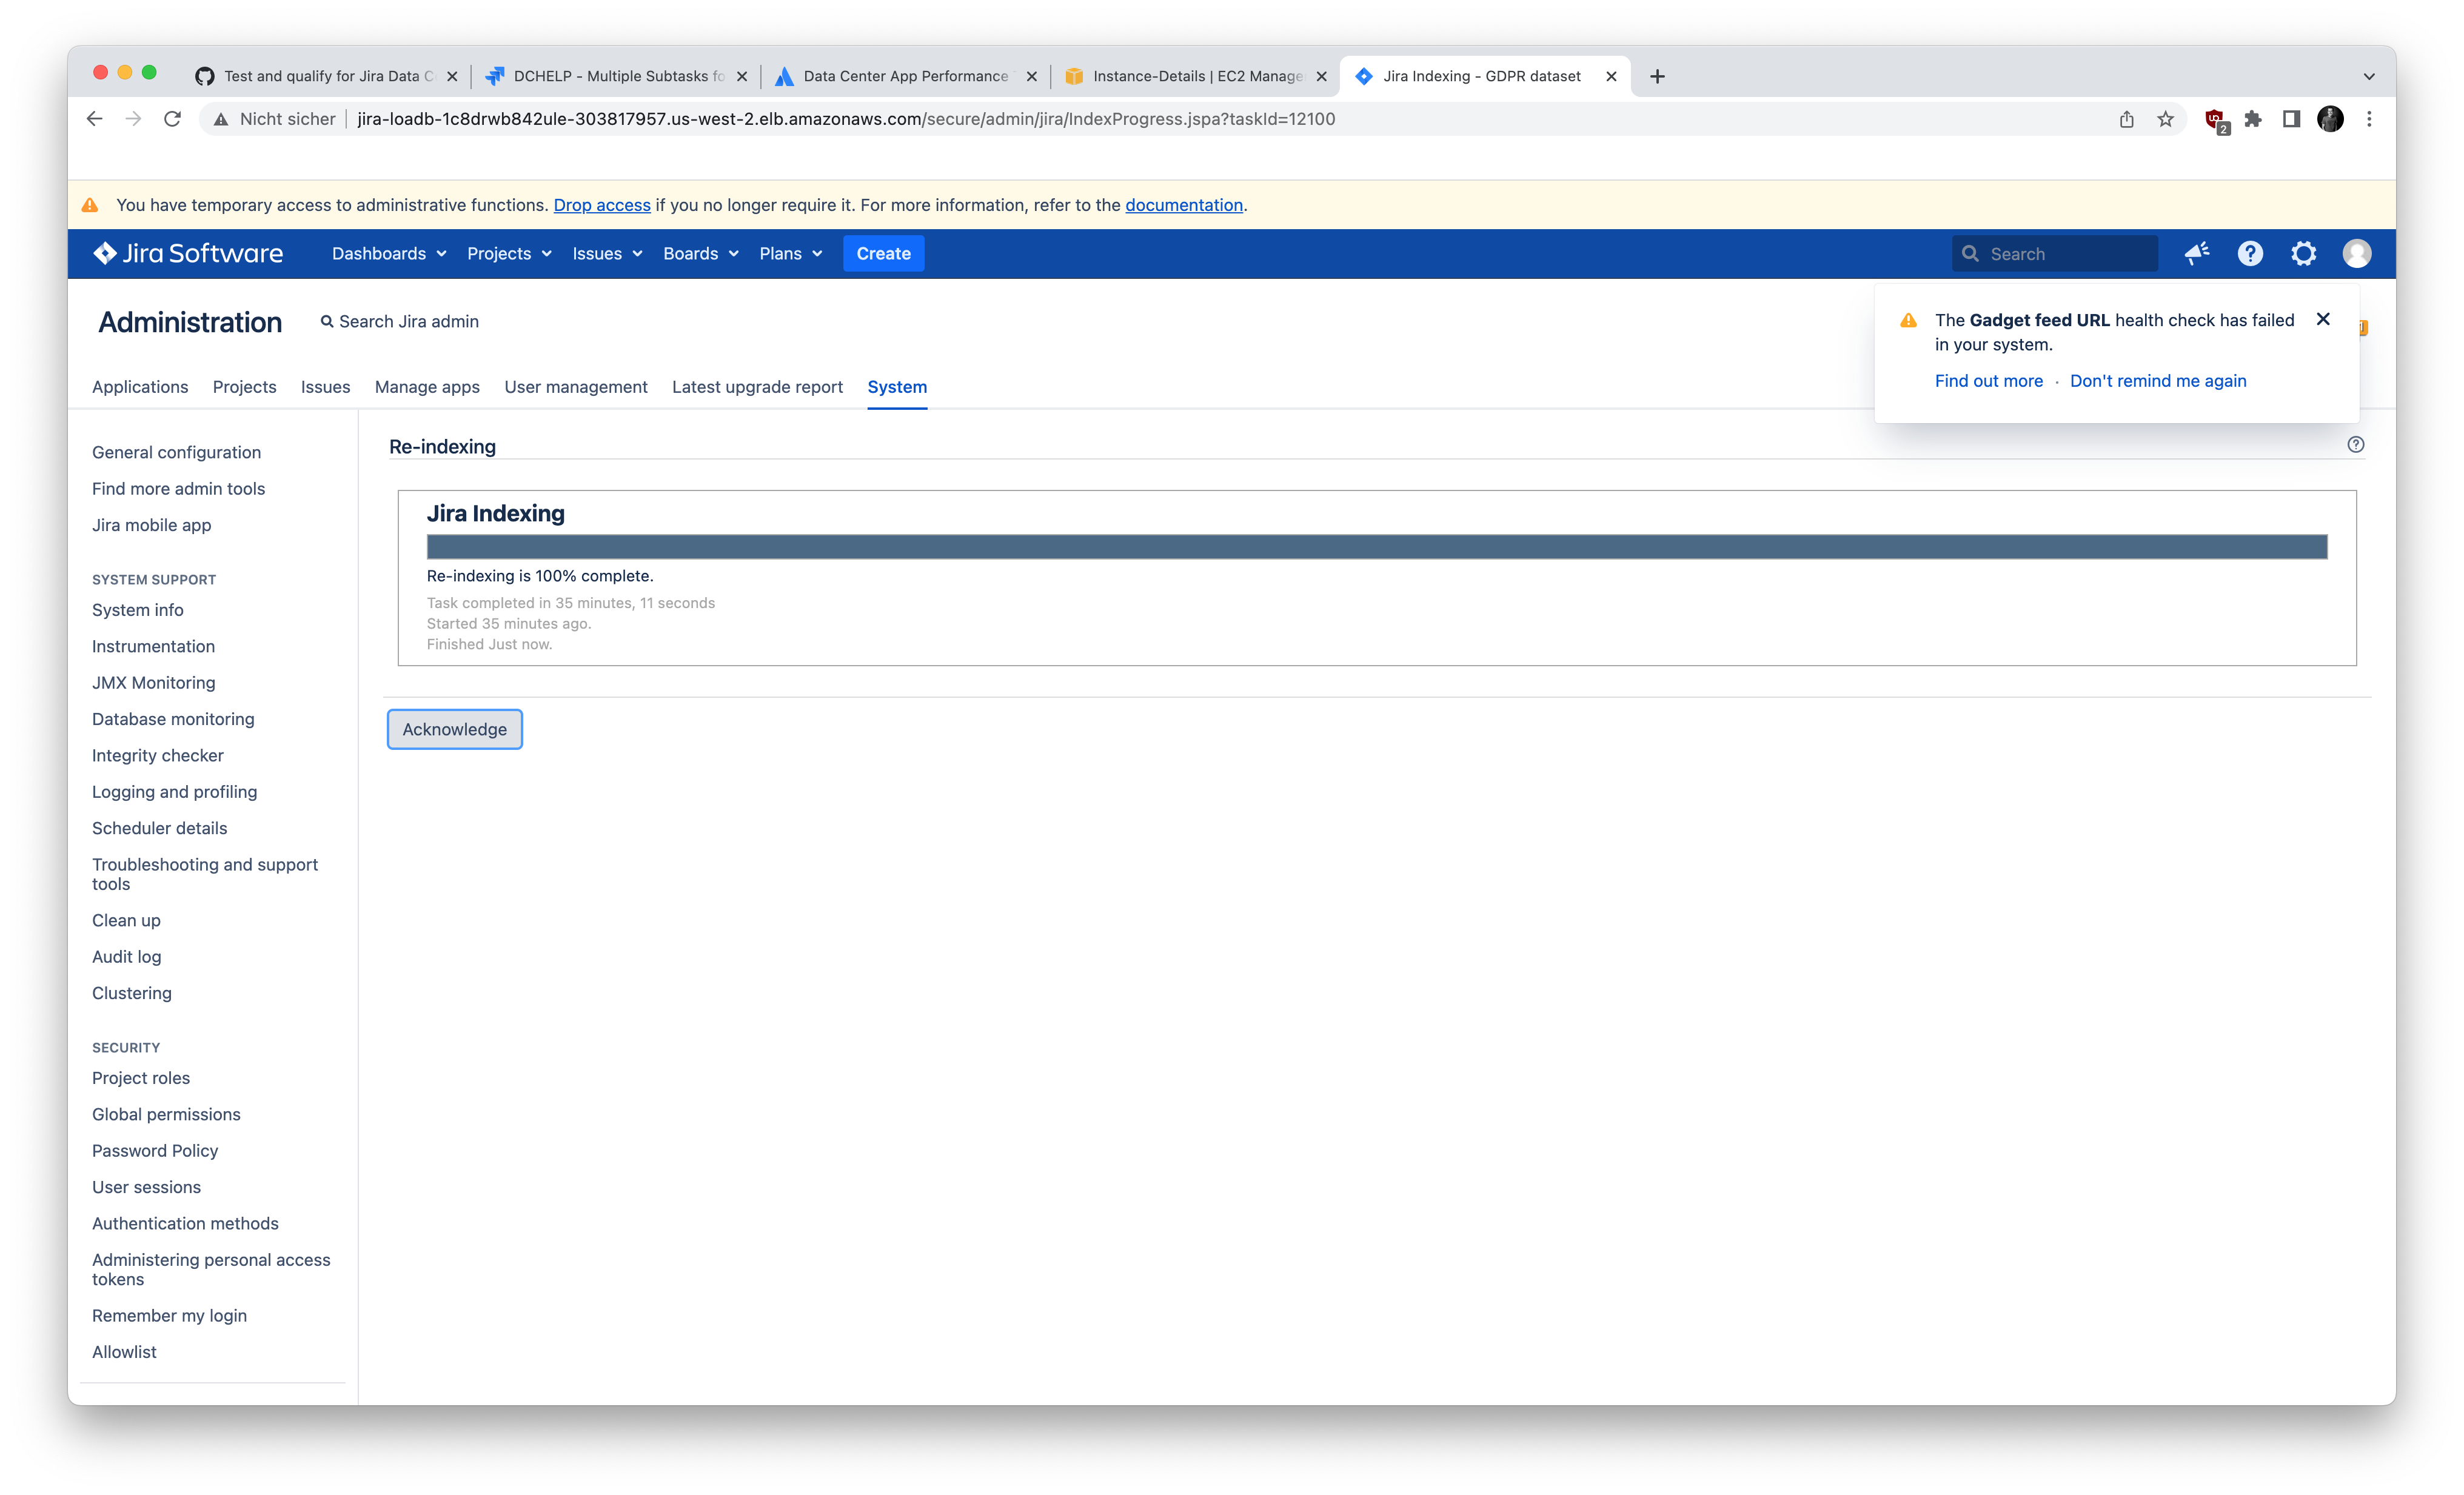 Test and qualify for Jira Data C
DCHELP - Multiple Subtasks fo
Data Center App Performance
Instance-Details | EC2 Manage
Jira Indexing - GDPR dataset
Nicht sicher
jira-loadb-1c8drwb842ule-303817957.us-west-2.elb.amazonaws.com/secure/admin/jira/IndexProgress.jspa?taskId=12100
2
You have temporary access to administrative functions. Drop access if you no longer require it. For more information, refer to the documentation.
Jira Software
Dashboards
Projects
Issues
Boards
Plans
Create
Search
Administration
Search Jira admin
The Gadget feed URL health check has failed
in your system.
Find out more · Don't remind me again
Applications
Projects
Issues
Manage apps
User management
Latest upgrade report
System
General configuration
Find more admin tools
Jira mobile app
SYSTEM SUPPORT
System info
Instrumentation
JMX Monitoring
Database monitoring
Integrity checker
Logging and profiling
Scheduler details
Troubleshooting and support
tools
Clean up
Audit log
Clustering
SECURITY
Project roles
Global permissions
Password Policy
User sessions
Authentication methods
Administering personal access
tokens
Remember my login
Allowlist
Re-indexing
Jira Indexing
Re-indexing is 100% complete.
Task completed in 35 minutes, 11 seconds
Started 35 minutes ago.
Finished Just now.
Acknowledge